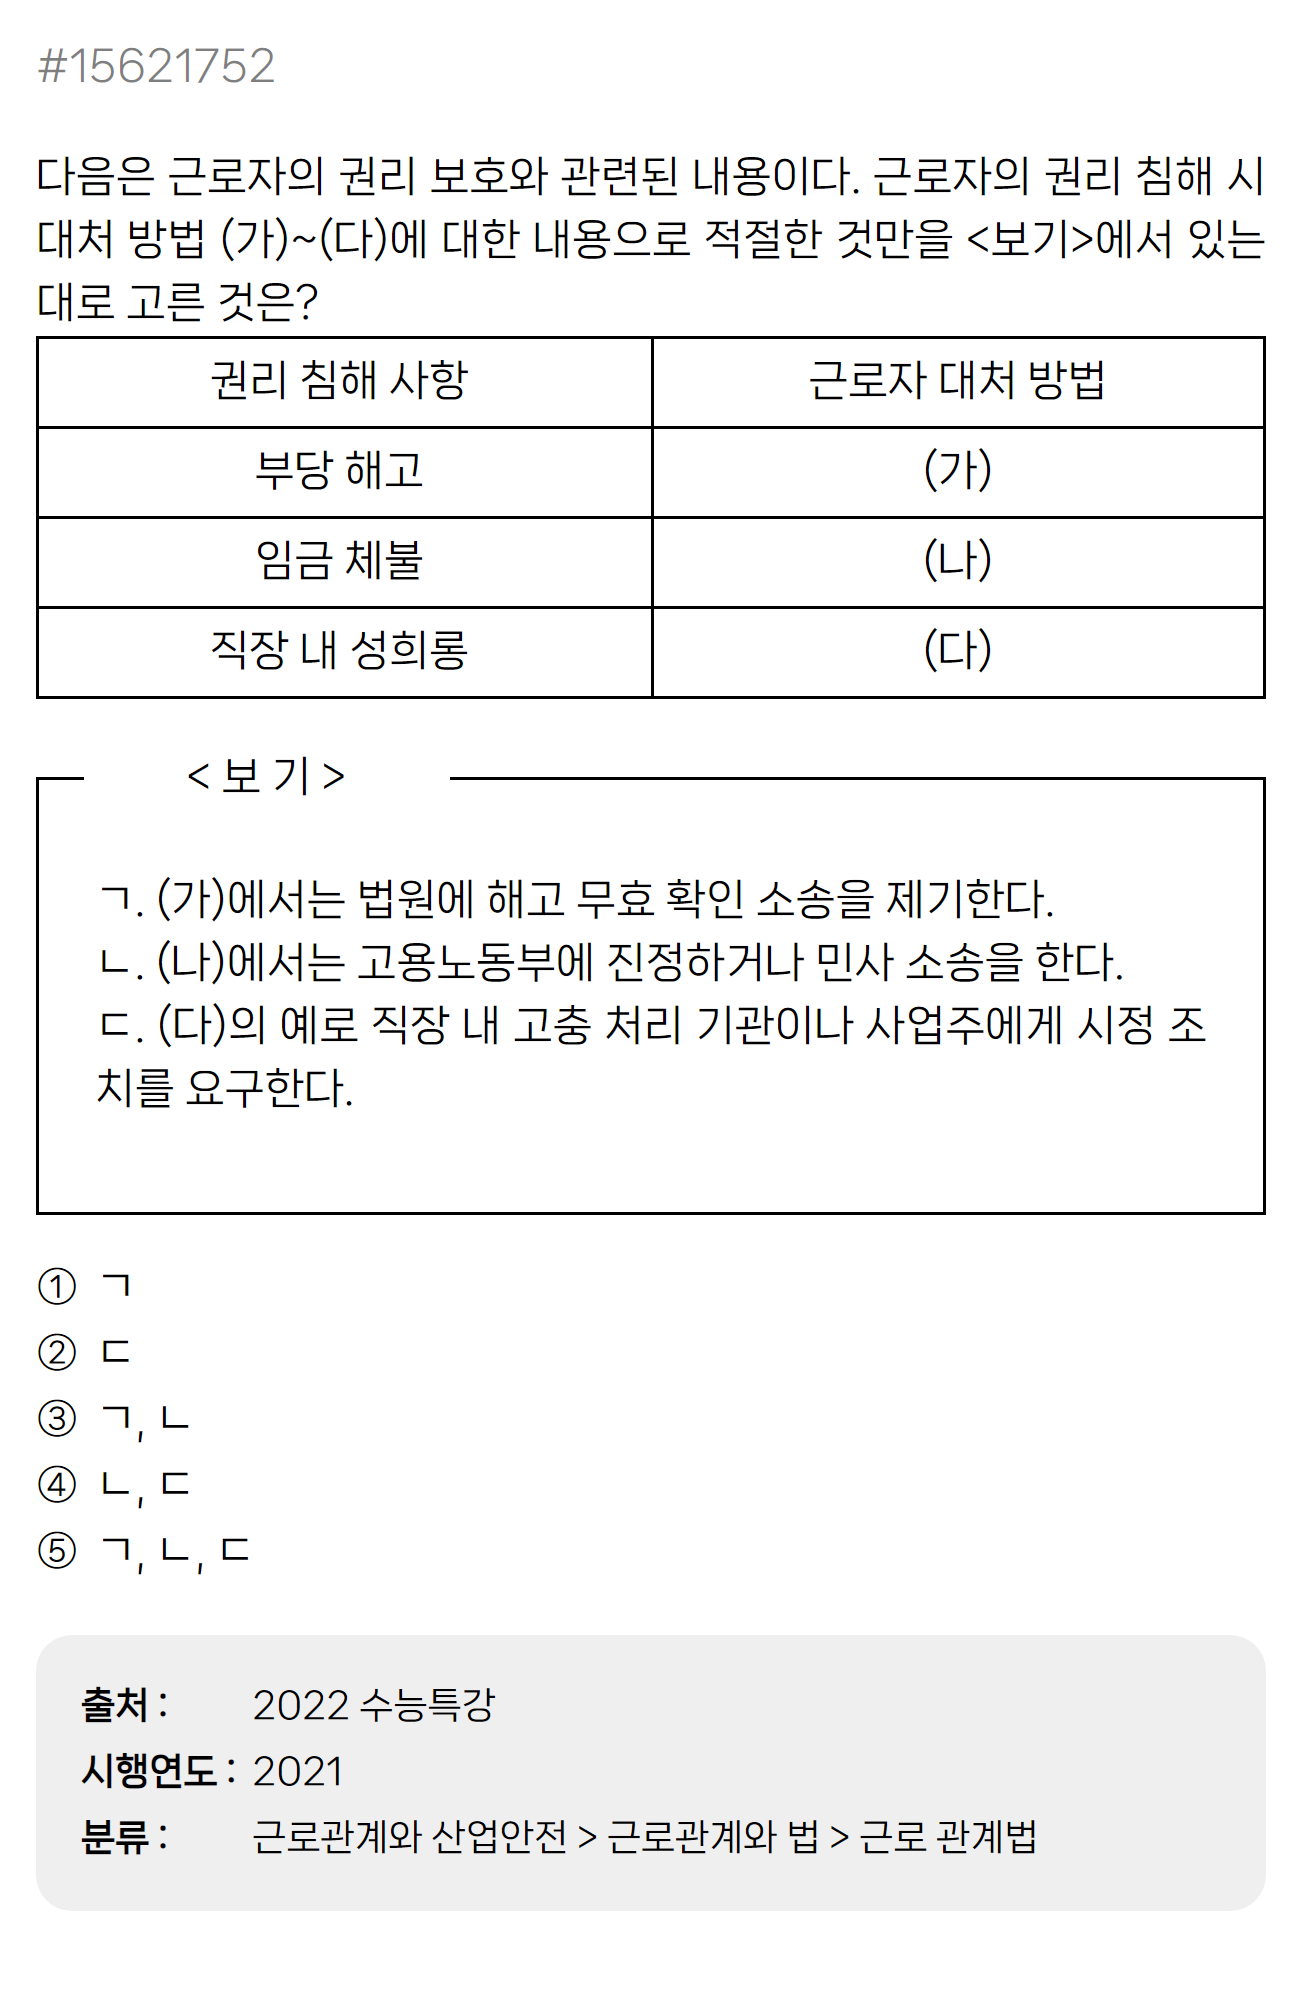 #15621752
다음은 근로자의 권리 보호와 관련된 내용이다. 근로자의 권리 침해 시
대처 방법 (가)~(다)에 대한 내용으로 적절한 것만을 <보기>에서 있는
대로 고른 것은?
권리 침해 사항 근로자 대처 방법
부당 해고 (가)
임금 체불 (나)
직장 내 성희롱 (다)
< 보 기 >
ㄱ. (가)에서는 법원에 해고 무효 확인 소송을 제기한다.
ㄴ. (나)에서는 고용노동부에 진정하거나 민사 소송을 한다.
ㄷ. (다)의 예로 직장 내 고충 처리 기관이나 사업주에게 시정 조
치를 요구한다.
① ㄱ
② ㄷ
③ ㄱ, ㄴ
④ ㄴ, ㄷ
⑤ ㄱ, ㄴ, ㄷ
출처 : 2022 수능특강
시행연도 : 2021
분류 : 근로관계와 산업안전 > 근로관계와 법 > 근로 관계법